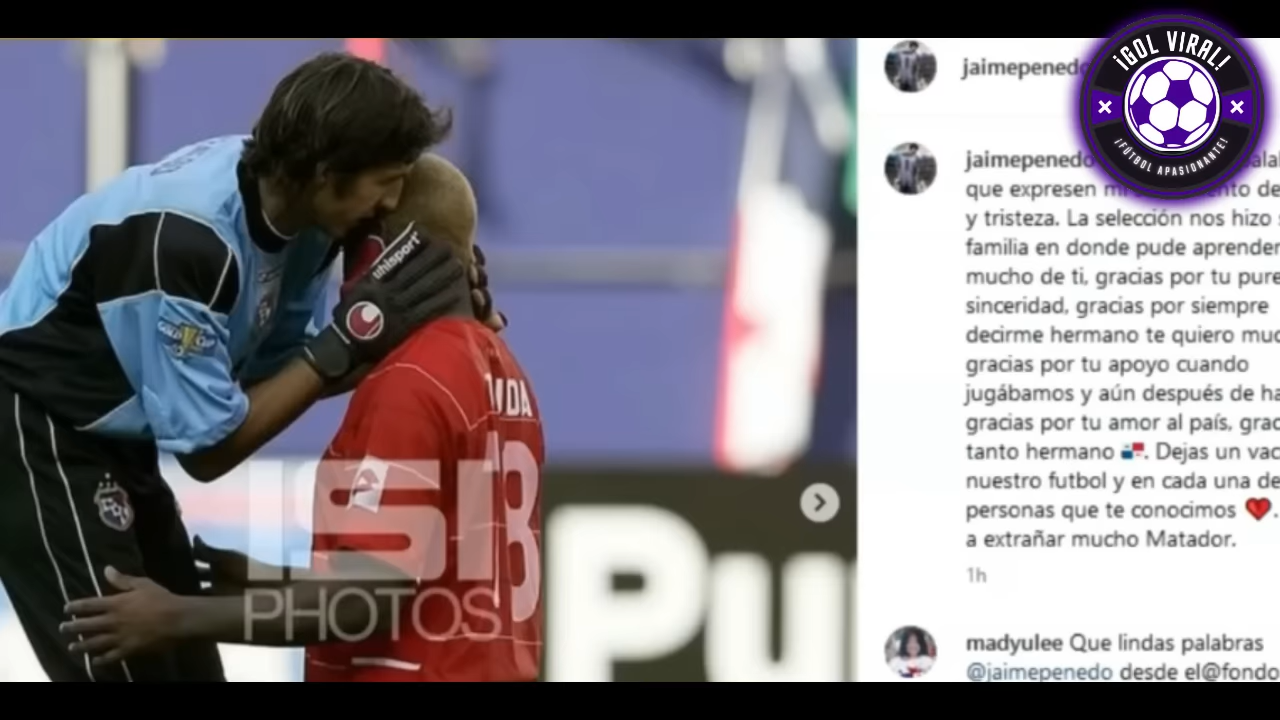 ¡GOL VIRAL!
¡FÚTBOL APASIONANTE!
uhlsport
ISI
PHOTOS
Pu
jaimepenedo
jaimepenedo
que expresen
y tristeza. La selección nos hizo
familia en donde pude aprender
mucho de ti, gracias por tu pure
sinceridad, gracias por siempre
decirme hermano te quiero muc
gracias por tu apoyo cuando
jugábamos y aún después de ha
gracias por tu amor al país, grac
tanto hermano 🇵🇦. Dejas un vac
nuestro futbol y en cada una de
personas que te conocimos ❤️.
a extrañar mucho Matador.
1h
madyulee Que lindas palabras
@jaimepenedo desde el@fondo